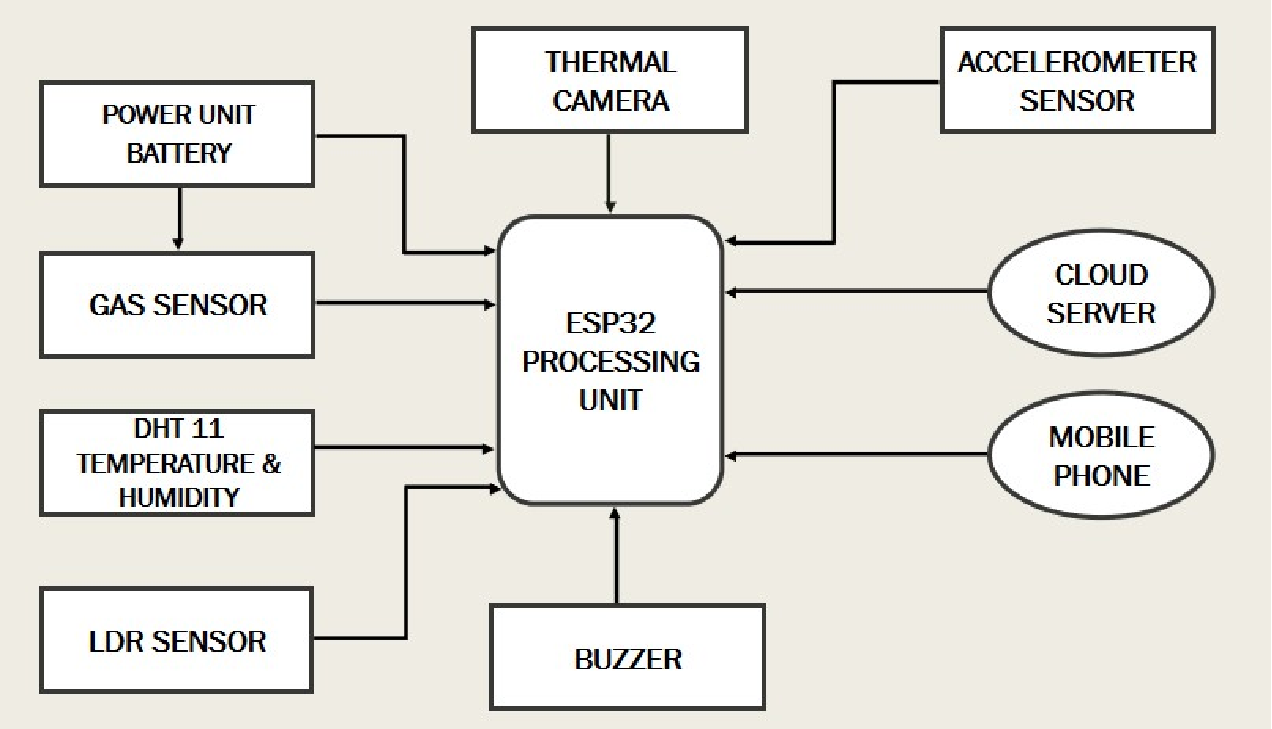 THERMAL
CAMERA
ACCELEROMETER
SENSOR
POWER UNIT
BATTERY
GAS SENSOR
CLOUD
SERVER
ESP32
PROCESSING
UNIT
DHT 11
TEMPERATURE &
HUMIDITY
MOBILE
PHONE
LDR SENSOR
BUZZER